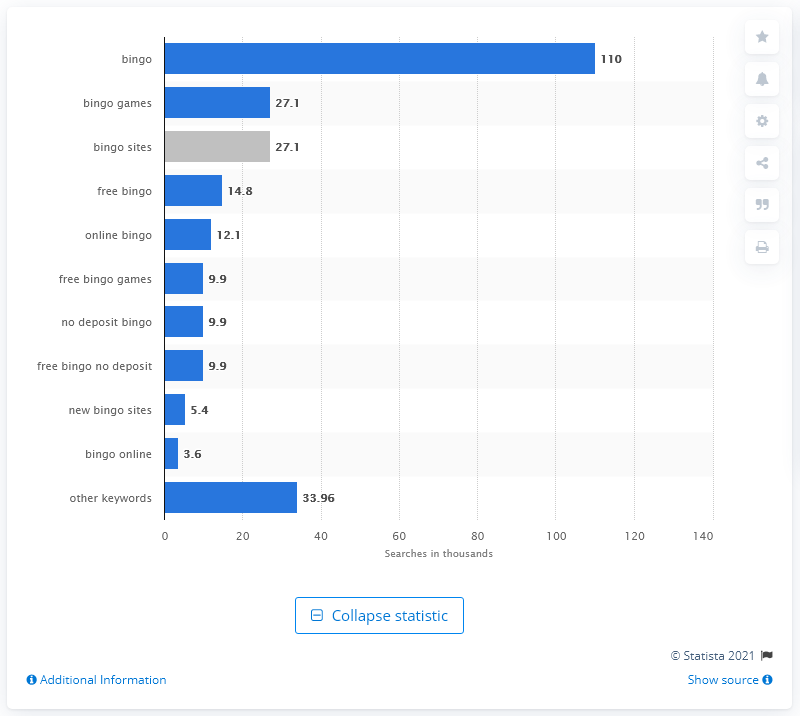 bingo 110
bingo games 27.1
bingo sites 27.1
free bingo 14.8
online bingo 12.1
free bingo games 9.9
no deposit bingo 9.9
free bingo no deposit 9.9
new bingo sites 5.4
bingo online 3.6
other keywords 33.96
0 20 40 60 80 100 120 140
Searches in thousands
Collapse statistic
© Statista 2021
Additional Information Show source